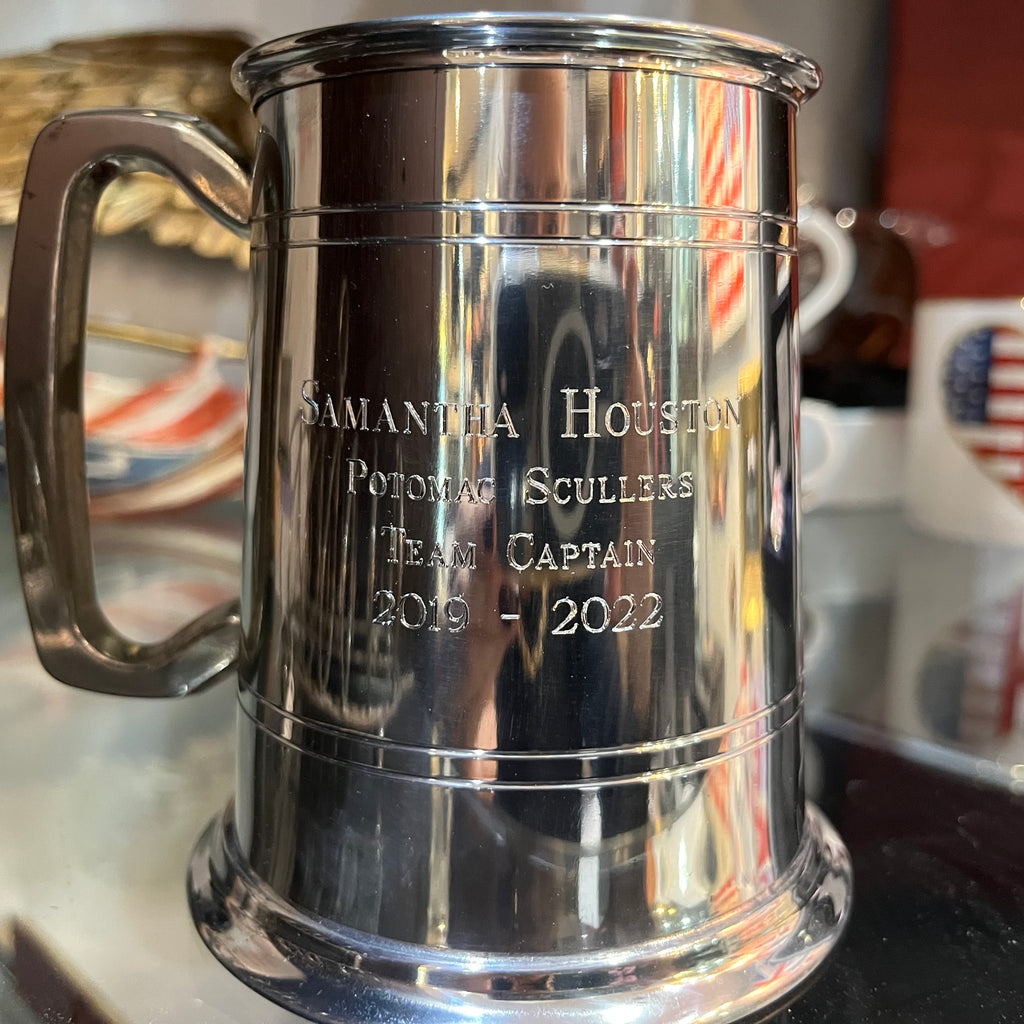 Samantha Houston
Potomac Scullers
Team Captain
2019 - 2022